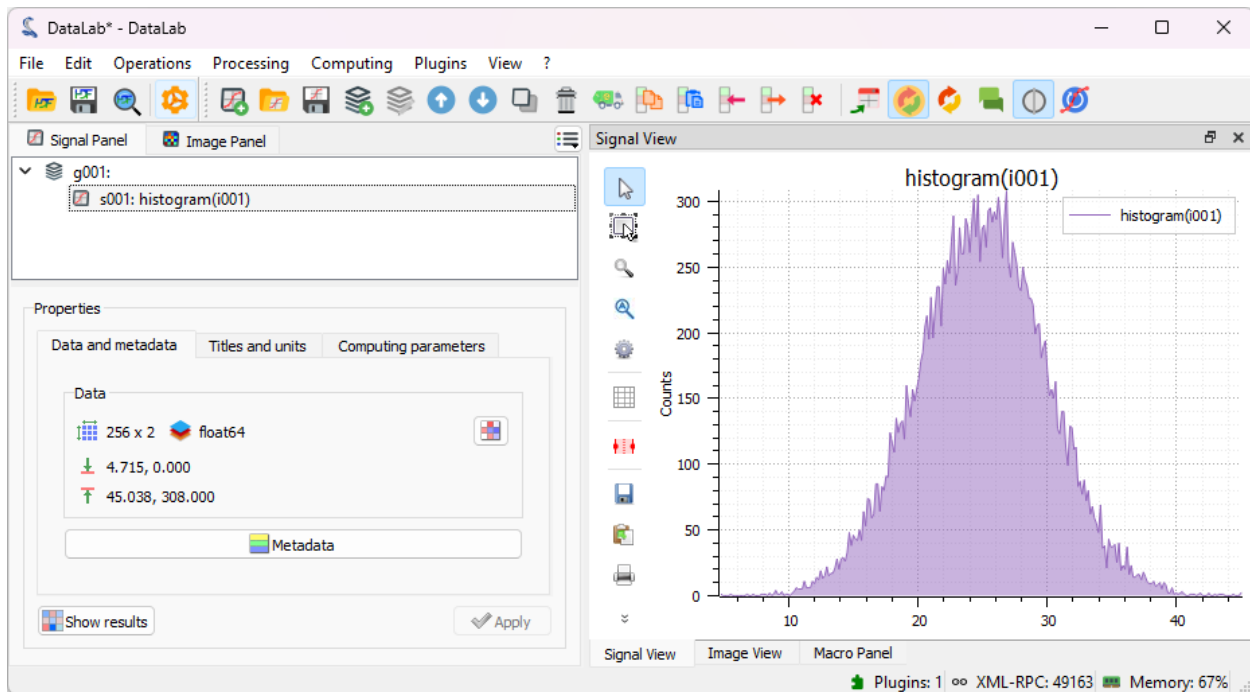 DataLab* - DataLab
File Edit Operations Processing Computing Plugins View ?
Signal Panel Image Panel
g001:
s001: histogram(i001)
Properties
Data and metadata Titles and units Computing parameters
Data
256 x 2 float64
4.715, 0.000
45.038, 308.000
Metadata
Show results Apply
Signal View
histogram(i001)
histogram(i001)
Counts
300
250
200
150
100
50
0
10 20 30 40
Signal View Image View Macro Panel
Plugins: 1 XML-RPC: 49163 Memory: 67%